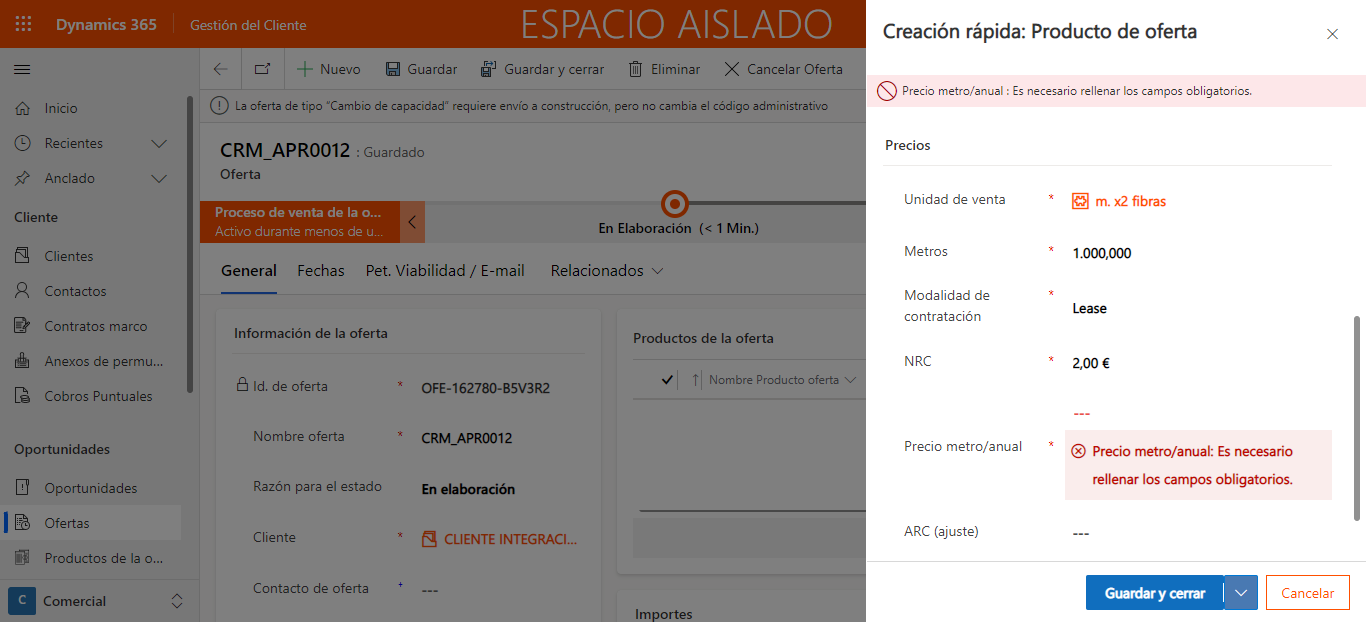 Dynamics 365
Gestión del Cliente
ESPACIO AISLADO
Nuevo
Guardar
Guardar y cerrar
Eliminar
Cancelar Oferta
La oferta de tipo "Cambio de capacidad" requiere envío a construcción, pero no cambia el código administrativo
Inicio
Recientes
Anclado
Cliente
Clientes
Contactos
Contratos marco
Anexos de permu...
Cobros Puntuales
Oportunidades
Oportunidades
Ofertas
Productos de la o...
C
Comercial
CRM_APR0012 : Guardado
Oferta
Proceso de venta de la o...
Activo durante menos de u...
En Elaboración (< 1 Min.)
General
Fechas
Pet. Viabilidad / E-mail
Relacionados
Información de la oferta
Id. de oferta * OFE-162780-B5V3R2
Nombre oferta * CRM_APR0012
Razón para el estado En elaboración
Cliente * CLIENTE INTEGRACI...
Contacto de oferta + ---
Productos de la oferta
Nombre Producto oferta
Importes
Creación rápida: Producto de oferta
Precio metro/anual : Es necesario rellenar los campos obligatorios.
Precios
Unidad de venta * m. x2 fibras
Metros * 1.000,000
Modalidad de
contratación
* Lease
NRC * 2,00 €
---
Precio metro/anual *
Precio metro/anual: Es necesario
rellenar los campos obligatorios.
ARC (ajuste) ---
Guardar y cerrar
Cancelar